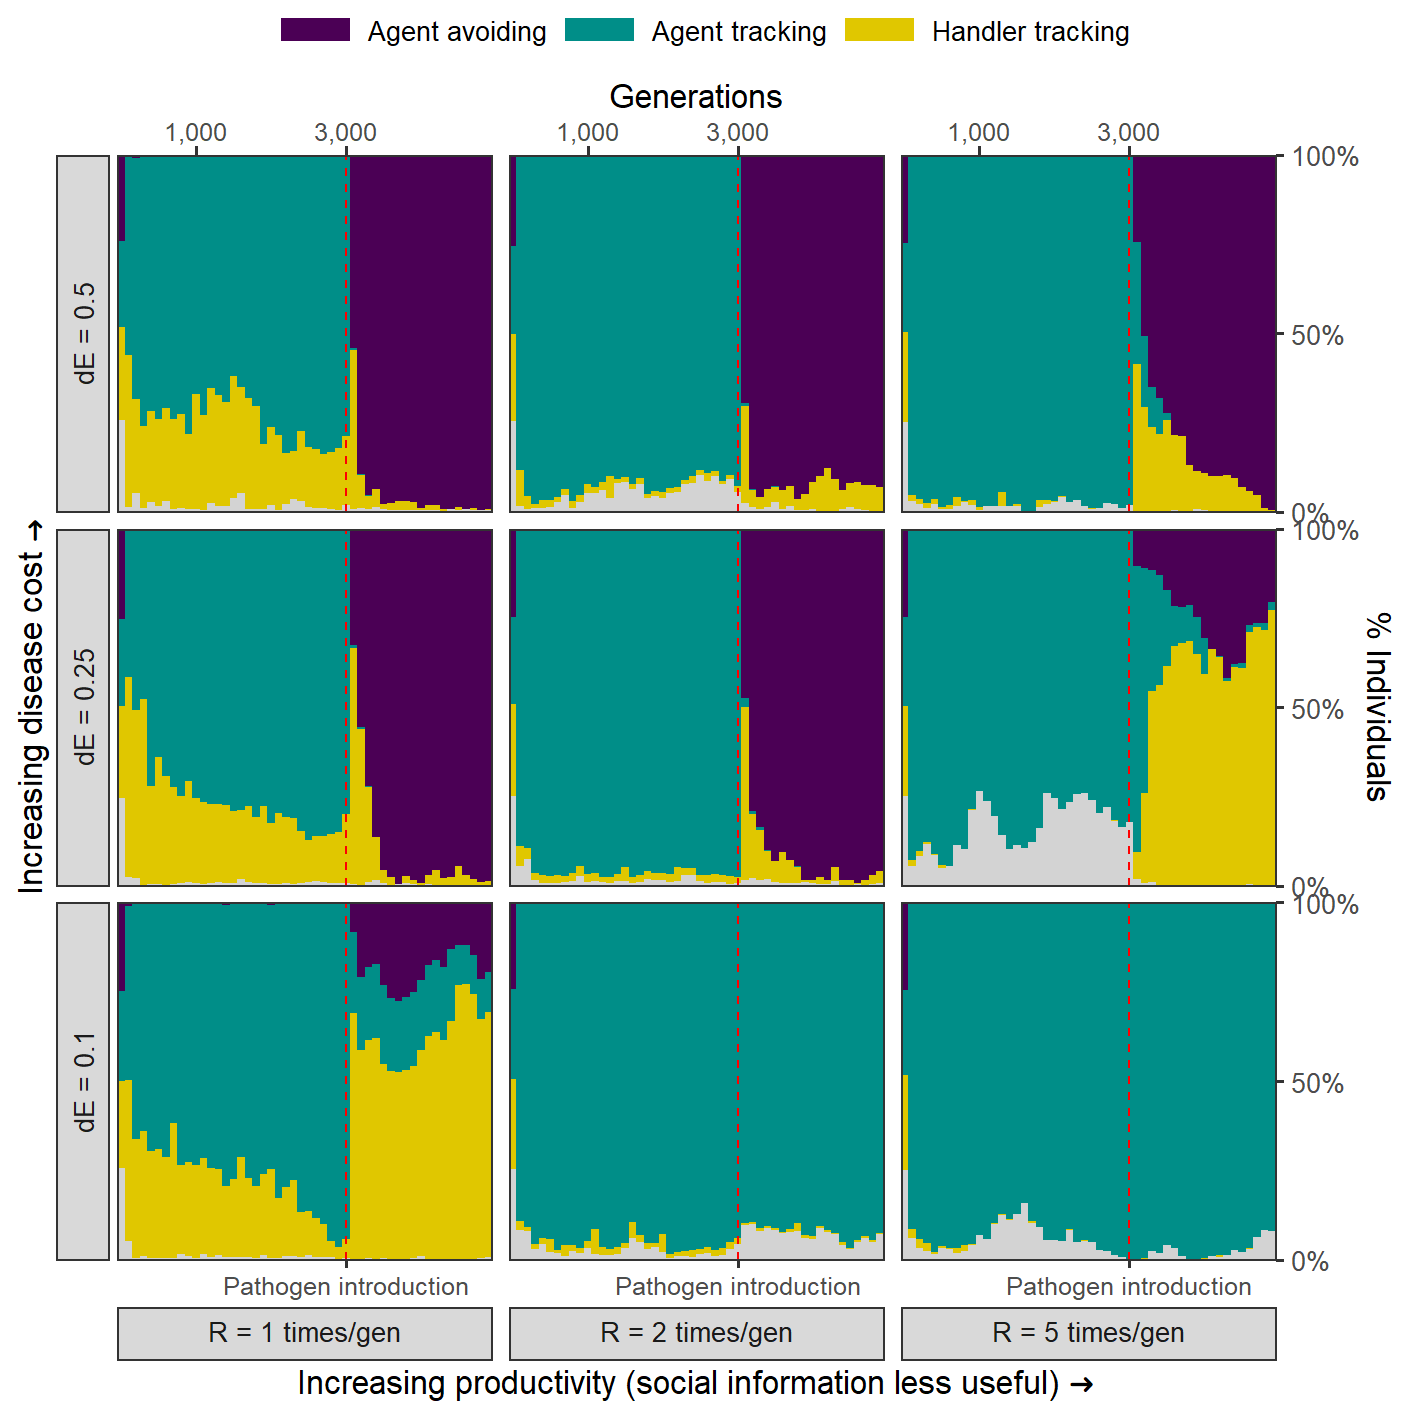 Agent avoiding Agent tracking Handler tracking
Generations
1,000 3,000 1,000 3,000 1,000 3,000
dE = 0.5
100%
50%
0%
Increasing disease cost →
dE = 0.25
100%
50%
0%
% Individuals
dE = 0.1
100%
50%
0%
Pathogen introduction Pathogen introduction Pathogen introduction
R = 1 times/gen R = 2 times/gen R = 5 times/gen
Increasing productivity (social information less useful) →